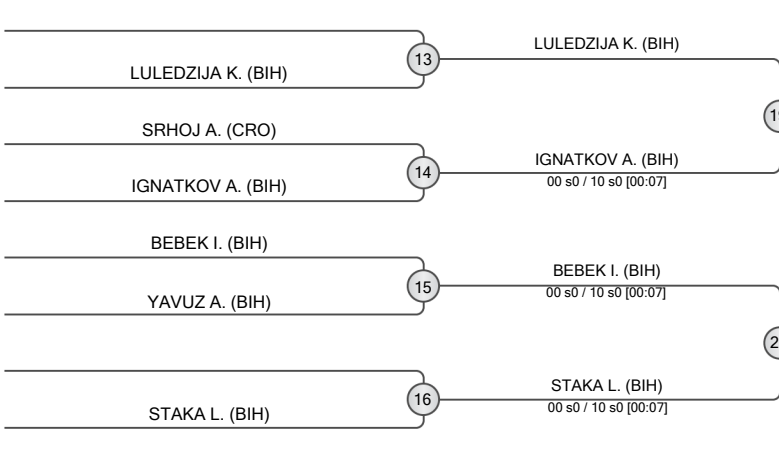 LULEDZIJA K. (BIH)
13
LULEDZIJA K. (BIH)
SRHOJ A. (CRO)
14
IGNATKOV A. (BIH)
IGNATKOV A. (BIH)
00 s0 / 10 s0 [00:07]
BEBEK I. (BIH)
15
YAVUZ A. (BIH)
BEBEK I. (BIH)
00 s0 / 10 s0 [00:07]
16
STAKA L. (BIH)
STAKA L. (BIH)
00 s0 / 10 s0 [00:07]